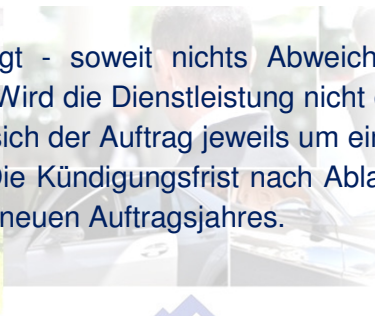 gt - soweit nichts Abweich
Wird die Dienstleistung nicht
sich der Auftrag jeweils um ein
Die Kündigungsfrist nach Abla
neuen Auftragsjahres.